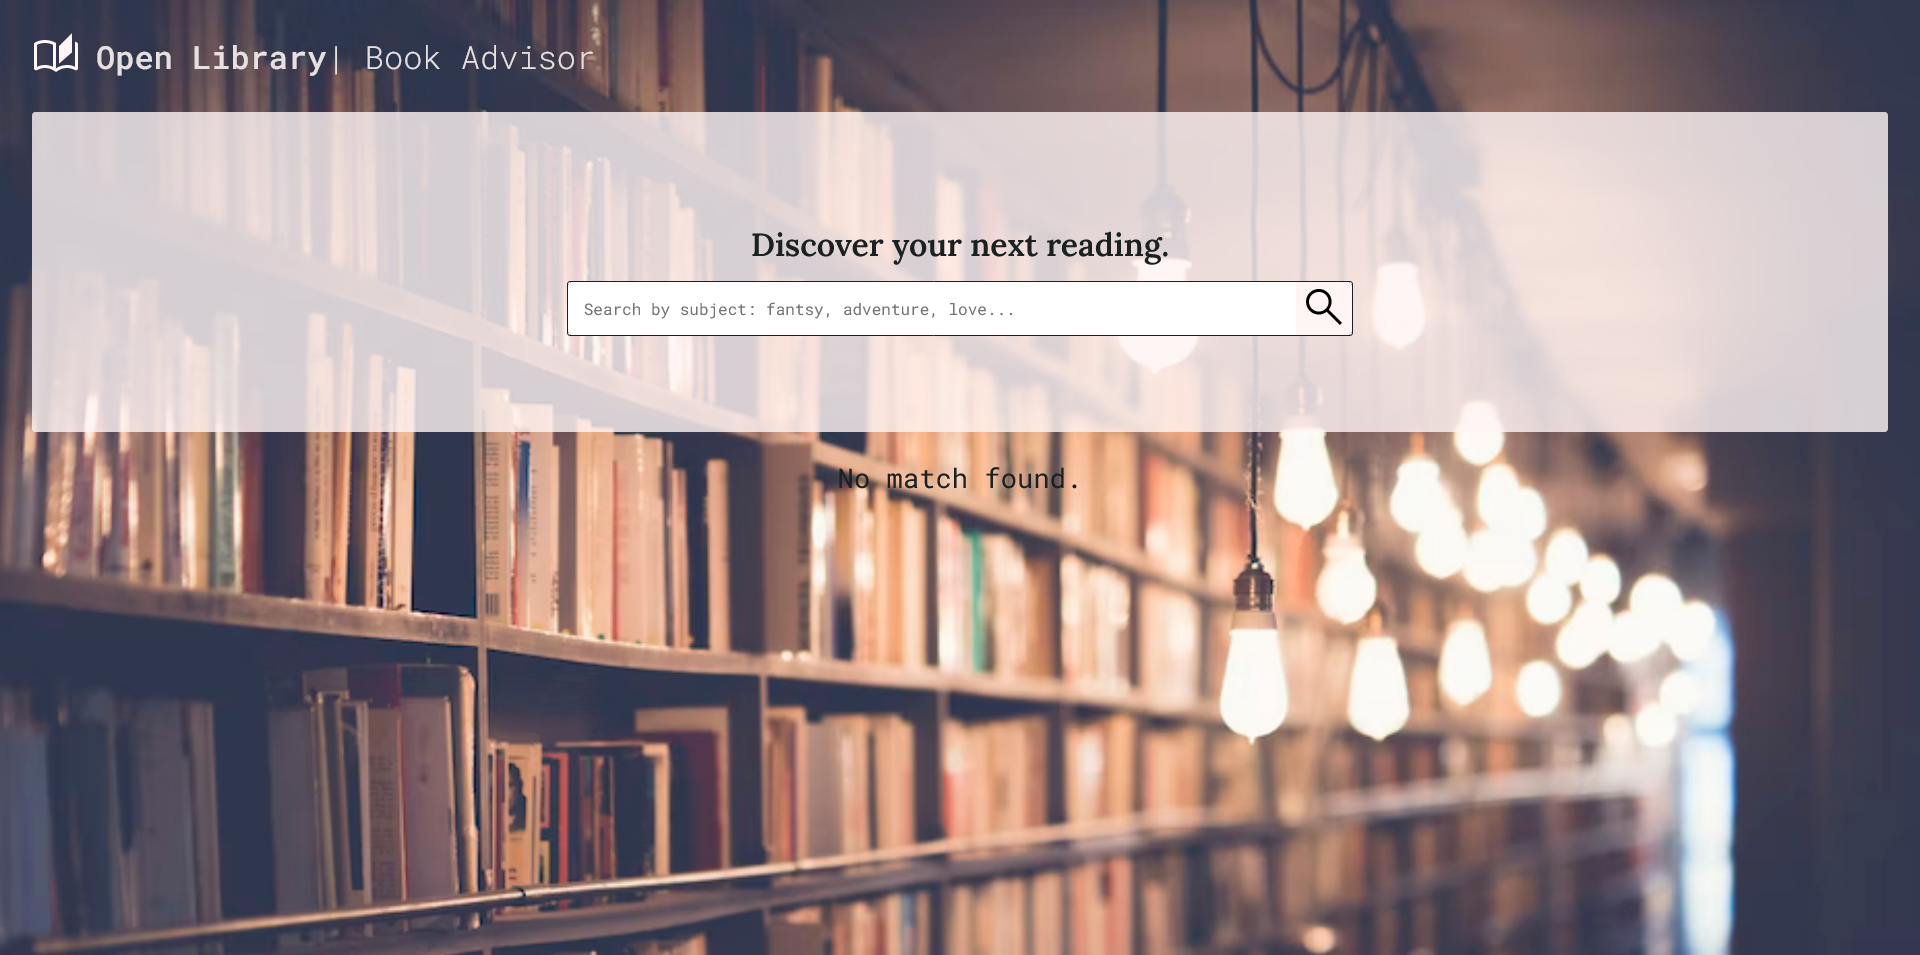 Open Library| Book Advisor
Discover your next reading.
Search by subject: fantsy, adventure, love...
No match found.